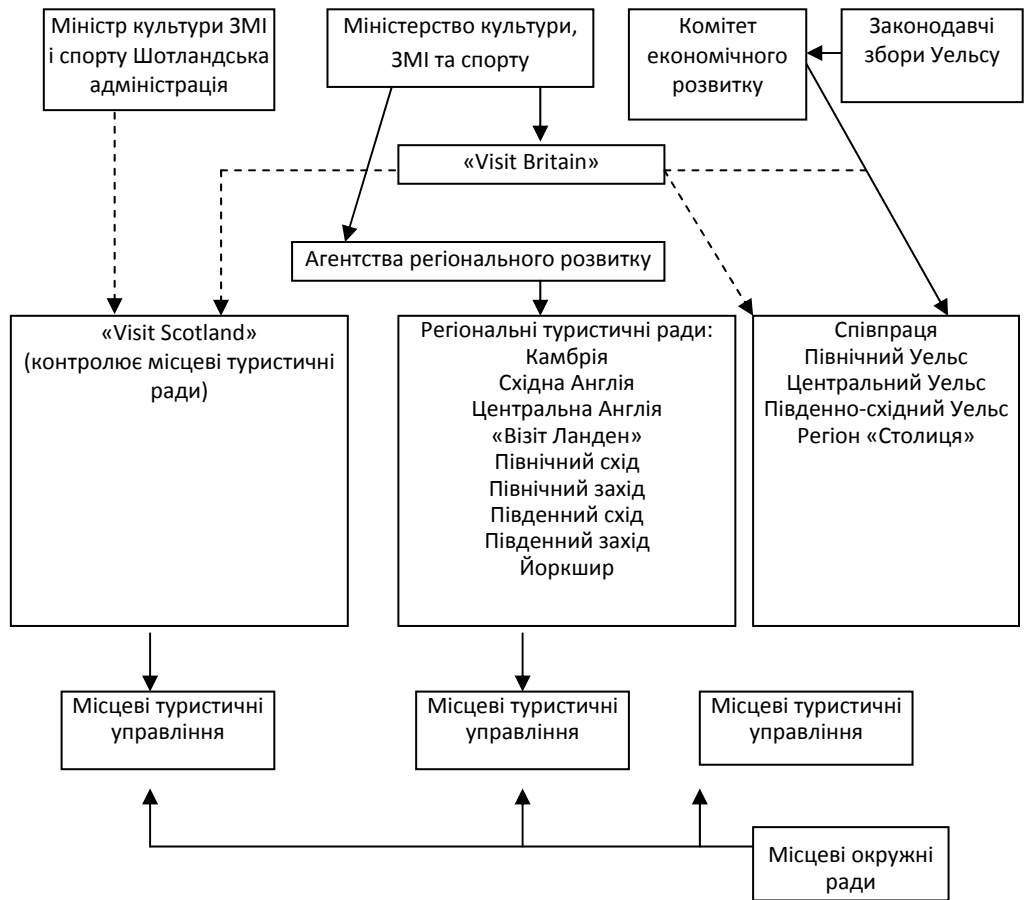 Міністр культури ЗМІ
і спорту Шотландська
адміністрація
Міністерство культури,
ЗМІ та спорту
Комітет
економічного
розвитку
Законодавчі
збори Уельсу
«Visit Britain»
Агентства регіонального розвитку
«Visit Scotland»
(контролює місцеві туристичні
ради)
Регіональні туристичні ради:
Камбрія
Східна Англія
Центральна Англія
«Візіт Ланден»
Північний схід
Північний захід
Південний схід
Південний захід
Йоркшир
Співпраця
Північний Уельс
Центральний Уельс
Південно-східний Уельс
Регіон «Столиця»
Місцеві туристичні
управління
Місцеві туристичні
управління
Місцеві туристичні
управління
Місцеві окружні
ради